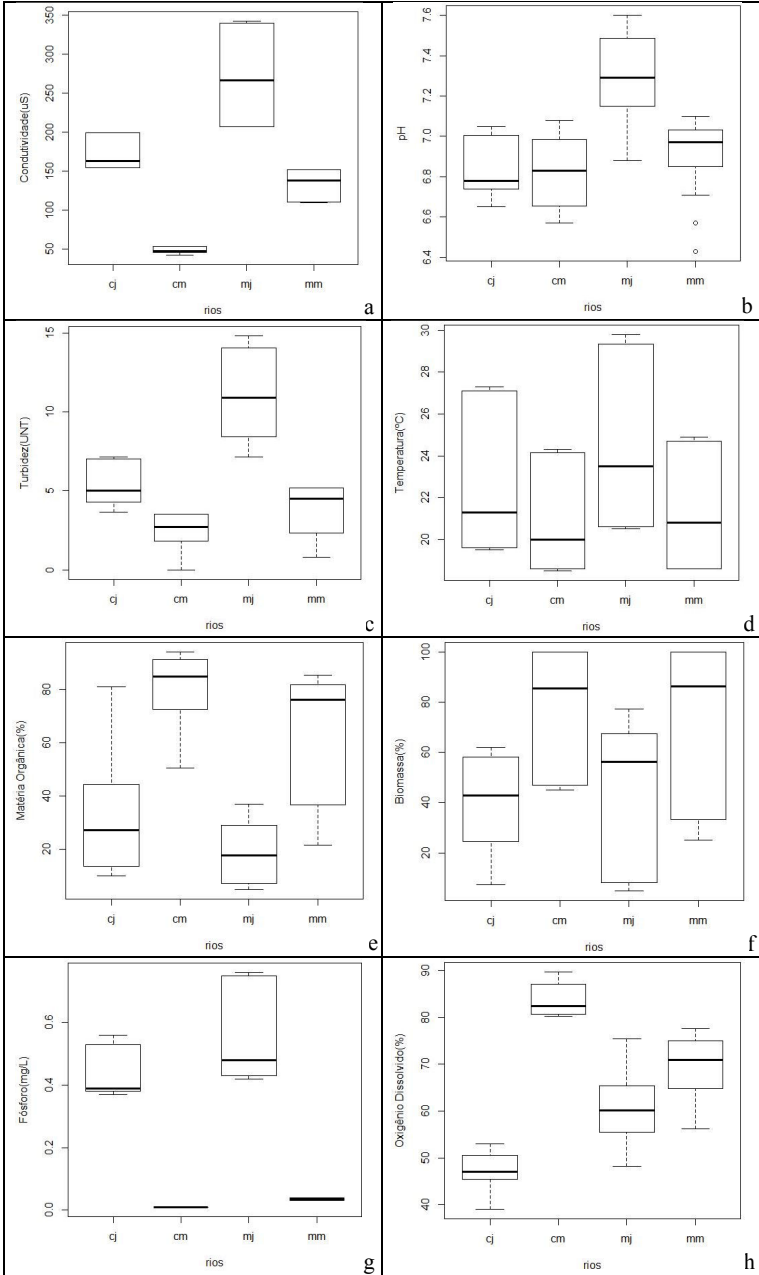 Condutividade(uS)
350
300
250
200
150
100
50
cj cm mj mm
rios
a
pH
7.6
7.4
7.2
7.0
6.8
6.6
6.4
cj cm mj mm
rios
b
Turbidez(UNT)
15
10
5
0
cj cm mj mm
rios
c
Temperatura(ºC)
30
28
26
24
22
20
cj cm mj mm
rios
d
Matéria Orgânica(%)
80
60
40
20
cj cm mj mm
rios
e
Biomassa(%)
100
80
60
40
20
cj cm mj mm
rios
f
Fósforo(mg/L)
0.6
0.4
0.2
0.0
cj cm mj mm
rios
g
Oxigênio Dissolvido(%)
90
80
70
60
50
40
cj cm mj mm
rios
h